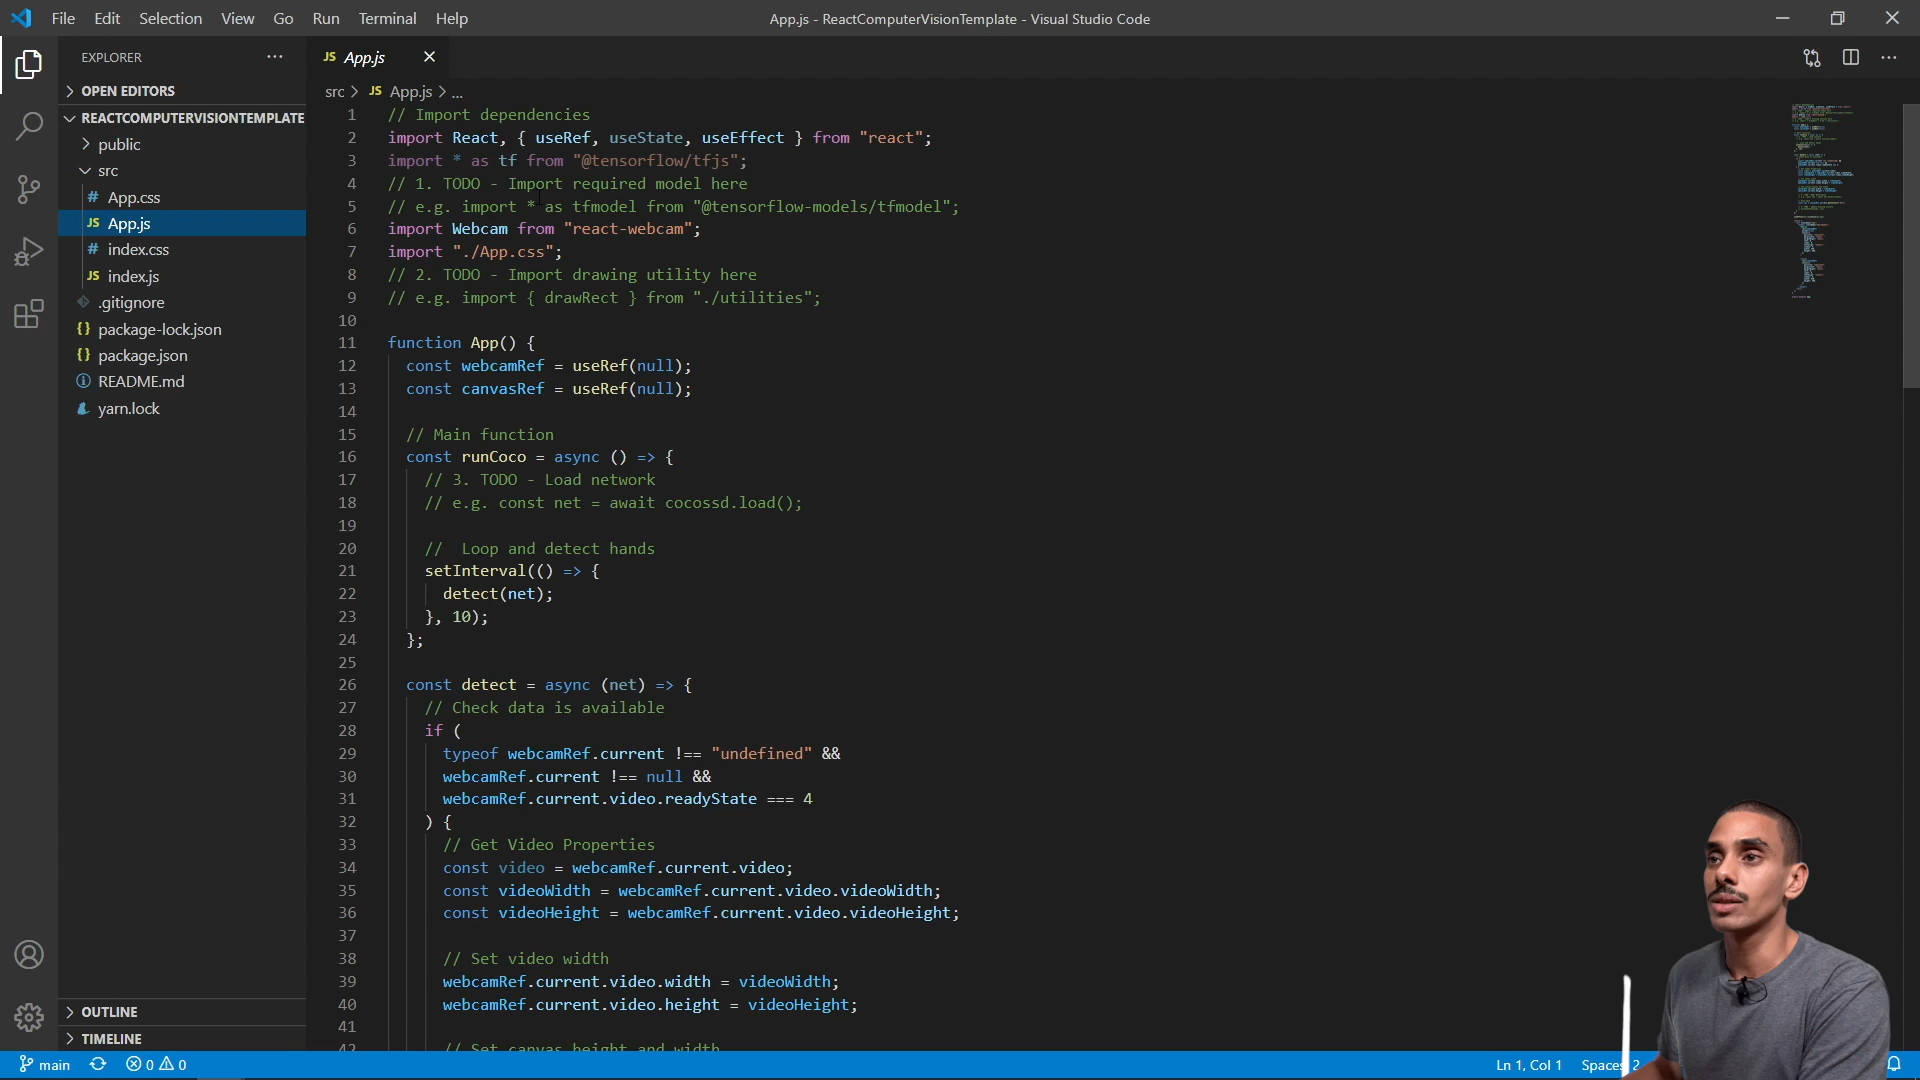 File Edit Selection View Go Run Terminal Help
App.js - ReactComputerVisionTemplate - Visual Studio Code
EXPLORER
OPEN EDITORS
REACTCOMPUTERVISIONTEMPLATE
public
src
# App.css
JS App.js
# index.css
JS index.js
.gitignore
{} package-lock.json
{} package.json
README.md
yarn.lock
OUTLINE
TIMELINE
JS App.js
src > JS App.js > ...
1 // Import dependencies
2 import React, { useRef, useState, useEffect } from "react";
3 import * as tf from "@tensorflow/tfjs";
4 // 1. TODO - Import required model here
5 // e.g. import * as tfmodel from "@tensorflow-models/tfmodel";
6 import Webcam from "react-webcam";
7 import "./App.css";
8 // 2. TODO - Import drawing utility here
9 // e.g. import { drawRect } from "./utilities";
10
11 function App() {
12 const webcamRef = useRef(null);
13 const canvasRef = useRef(null);
14
15 // Main function
16 const runCoco = async () => {
17 // 3. TODO - Load network
18 // e.g. const net = await cocossd.load();
19
20 //  Loop and detect hands
21 setInterval(() => {
22 detect(net);
23 }, 10);
24 };
25
26 const detect = async (net) => {
27 // Check data is available
28 if (
29 typeof webcamRef.current !== "undefined" &&
30 webcamRef.current !== null &&
31 webcamRef.current.video.readyState === 4
32 ) {
33 // Get Video Properties
34 const video = webcamRef.current.video;
35 const videoWidth = webcamRef.current.video.videoWidth;
36 const videoHeight = webcamRef.current.video.videoHeight;
37
38 // Set video width
39 webcamRef.current.video.width = videoWidth;
40 webcamRef.current.video.height = videoHeight;
41
42 // Set canvas height and width
main 0 0
Ln 1, Col 1 Spaces: 2